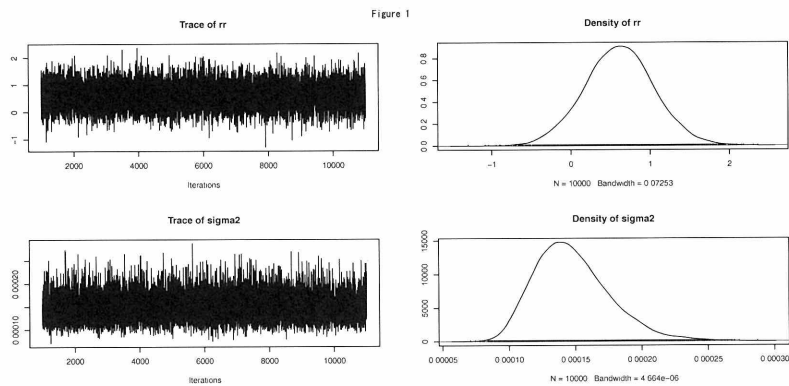 Figure 1
Trace of rr
2
1
0
−1
2000 4000 6000 8000 10000
Iterations
Density of rr
0.8
0.6
0.4
0.2
0.0
−1 0 1 2
N = 10000 Bandwidth = 0 07253
Trace of sigma2
0 00020
0 00010
2000 4000 6000 8000 10000
Iterations
Density of sigma2
15000
10000
5000
0
0 00005 0 00010 0 00015 0 00020 0 00025 0 00030
N = 10000 Bandwidth = 4 664e−06